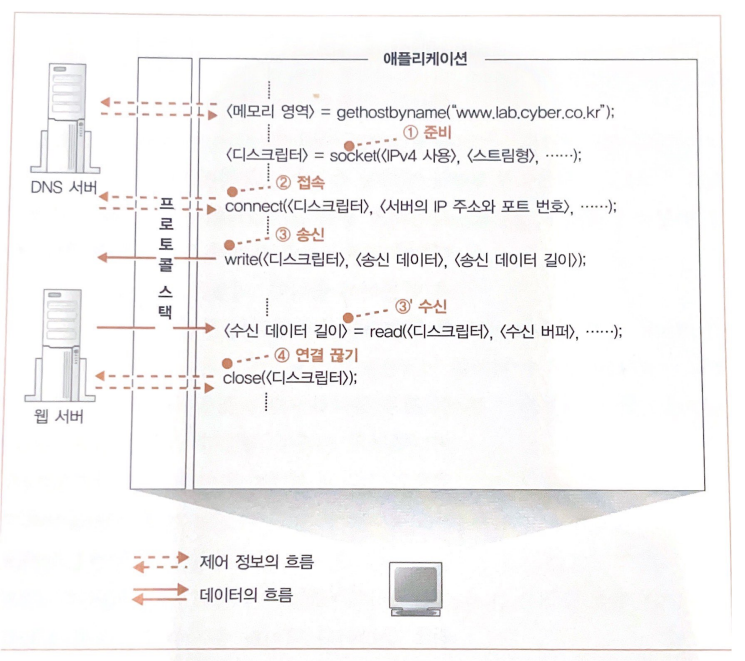 애플리케이션
〈메모리 영역〉 = gethostbyname("www.lab.cyber.co.kr");
① 준비
〈디스크립터〉 = socket(〈IPv4 사용〉, 〈스트림형〉, ……);
DNS 서버
② 접속
connect(〈디스크립터〉, 〈서버의 IP 주소와 포트 번호〉, ……);
③ 송신
write(〈디스크립터〉, 〈송신 데이터〉, 〈송신 데이터 길이〉);
프로토콜 스택
③' 수신
〈수신 데이터 길이〉 = read(〈디스크립터〉, 〈수신 버퍼〉, ……);
④ 연결 끊기
close(〈디스크립터〉);
웹 서버
제어 정보의 흐름
데이터의 흐름